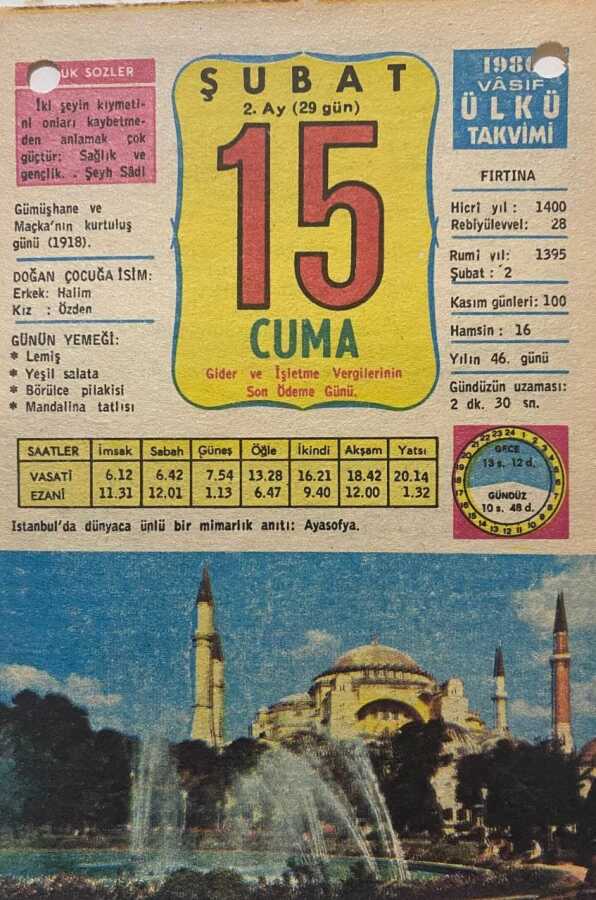 SOZLER
İki şeyin kıymeti-
ni onları kaybetme-
den anlamak çok
güçtür: Sağlık ve
gençlik. . Şeyh Sâdî
Gümüşhane ve
Maçka'nın kurtuluş
günü (1918).
DOĞAN ÇOCUĞA İSİM:
Erkek: Halim
Kız : Özden
GÜNÜN YEMEĞİ:
* Lemiş
* Yeşil salata
* Börülce pilakisi
* Mandalina tatlısı
ŞUBAT
2. Ay (29 gün)
15
CUMA
Gider ve İşletme Vergilerinin
Son Ödeme Günü.
1980
VÂSIF
ÜLKÜ
TAKVİMİ
FIRTINA
Hicrî yıl : 1400
Rebiyülevvel: 28
Rumî yıl: 1395
Şubat : 2
Kasım günleri: 100
Hamsin : 16
Yılın 46. günü
Gündüzün uzaması:
2 dk. 30 sn.
SAATLER İmsak Sabah Güneş Öğle İkindi Akşam Yatsı
VASATİ 6.12 6.42 7.54 13.28 16.21 18.42 20.14
EZANİ 11.31 12.01 1.13 6.47 9.40 12.00 1.32
GECE
13 s. 12 d.
GÜNDÜZ
10 s. 48 d.
İstanbul'da dünyaca ünlü bir mimarlık anıtı: Ayasofya.